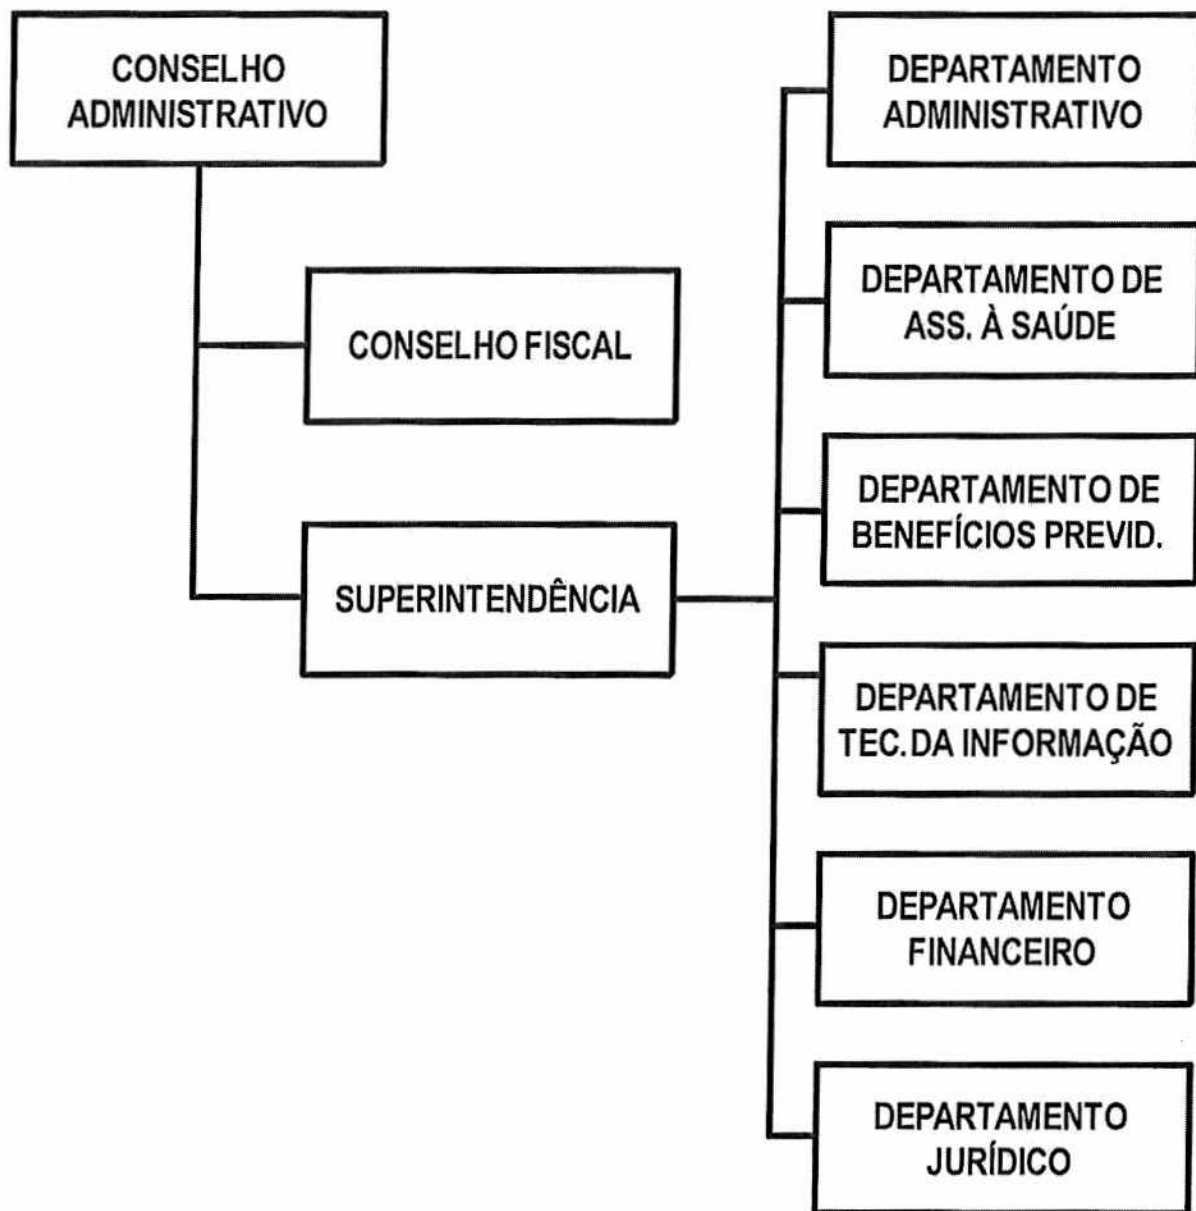 CONSELHO
ADMINISTRATIVO
CONSELHO FISCAL
SUPERINTENDÊNCIA
DEPARTAMENTO
ADMINISTRATIVO
DEPARTAMENTO DE
ASS. À SAÚDE
DEPARTAMENTO DE
BENEFÍCIOS PREVID.
DEPARTAMENTO DE
TEC. DA INFORMAÇÃO
DEPARTAMENTO
FINANCEIRO
DEPARTAMENTO
JURÍDICO